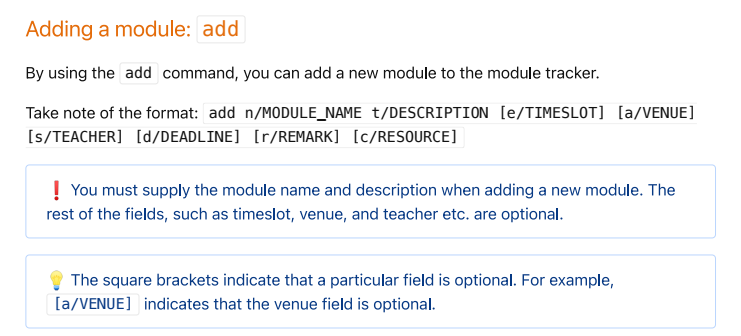 Adding a module: add
By using the add command, you can add a new module to the module tracker.
Take note of the format: add n/MODULE_NAME t/DESCRIPTION [e/TIMESLOT] [a/VENUE]
[s/TEACHER] [d/DEADLINE] [r/REMARK] [c/RESOURCE]
❗ You must supply the module name and description when adding a new module. The
rest of the fields, such as timeslot, venue, and teacher etc. are optional.
💡 The square brackets indicate that a particular field is optional. For example,
[a/VENUE] indicates that the venue field is optional.